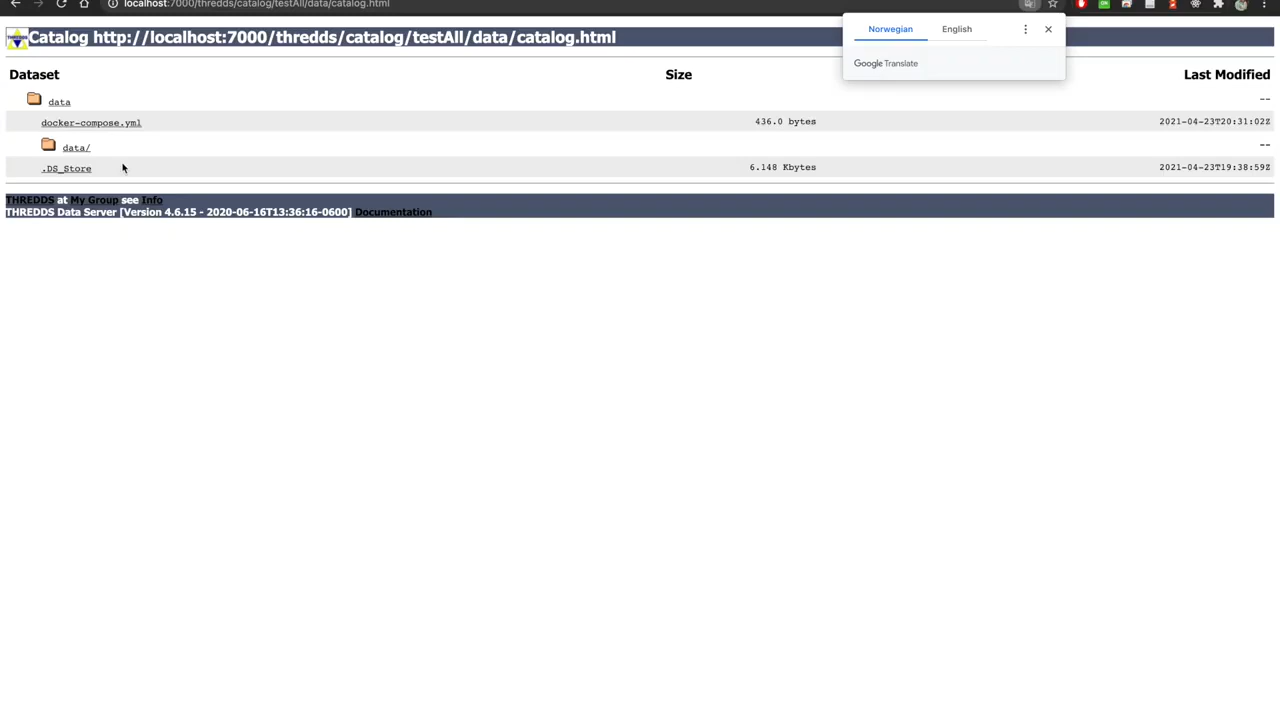 localhost:7000/thredds/catalog/testAll/data/catalog.html
Norwegian English
Google Translate
Catalog http://localhost:7000/thredds/catalog/testAll/data/catalog.html
Dataset Size Last Modified
data --
docker-compose.yml 436.0 bytes 2021-04-23T20:31:02Z
data/ --
.DS_Store 6.148 Kbytes 2021-04-23T19:38:59Z
THREDDS at My Group see Info
THREDDS Data Server [Version 4.6.15 - 2020-06-16T13:36:16-0600] Documentation